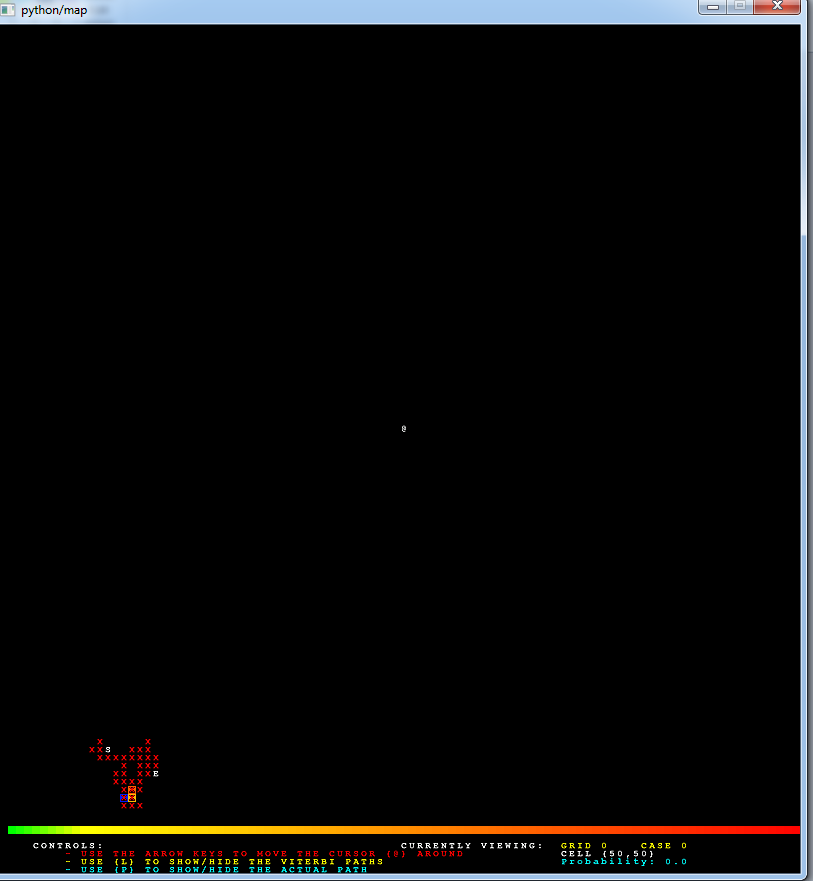 python/map
@
X X
X X S X X X
X X X X X X X X
X X X X
X X X X E
X X X X
X X X
X X
X X X
CONTROLS: CURRENTLY VIEWING: GRID 0 CASE 0
- USE THE ARROW KEYS TO MOVE THE CURSOR {@} AROUND CELL {50,50}
- USE {L} TO SHOW/HIDE THE VITERBI PATHS Probability: 0.0
- USE {P} TO SHOW/HIDE THE ACTUAL PATH